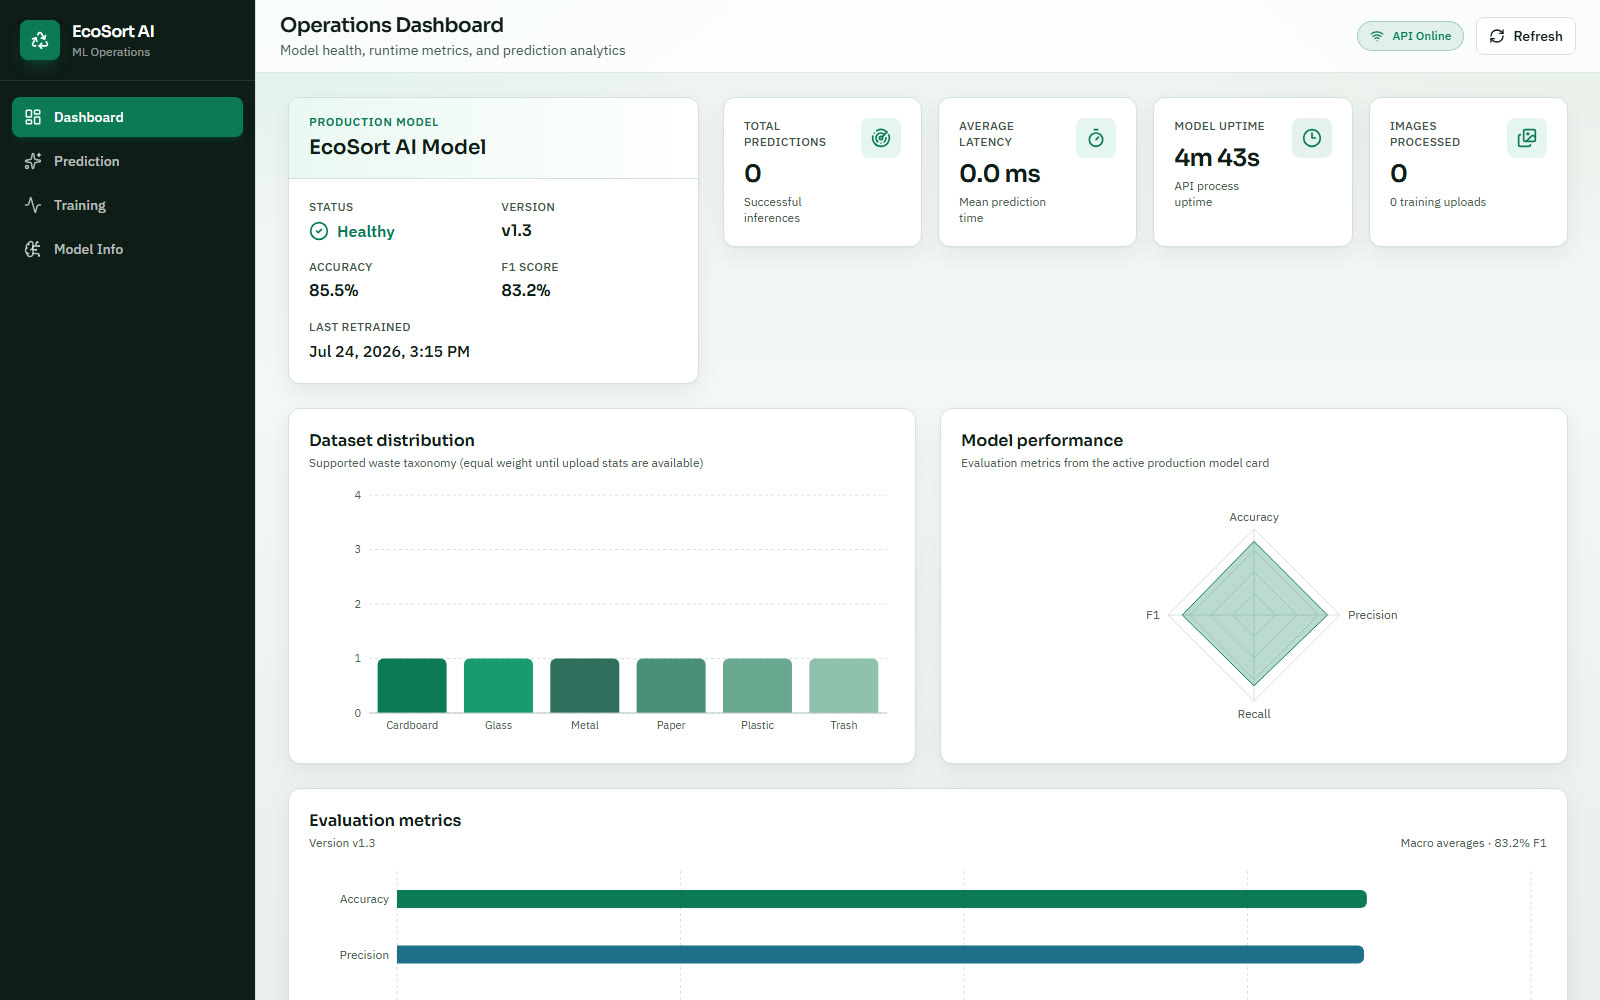 EcoSort AI
ML Operations
Dashboard
Prediction
Training
Model Info
Operations Dashboard
Model health, runtime metrics, and prediction analytics
API Online
Refresh
PRODUCTION MODEL
EcoSort AI Model
STATUS
Healthy
VERSION
v1.3
ACCURACY
85.5%
F1 SCORE
83.2%
LAST RETRAINED
Jul 24, 2026, 3:15 PM
TOTAL
PREDICTIONS
0
Successful
inferences
AVERAGE
LATENCY
0.0 ms
Mean prediction
time
MODEL UPTIME
4m 43s
API process
uptime
IMAGES
PROCESSED
0
0 training uploads
Dataset distribution
Supported waste taxonomy (equal weight until upload stats are available)
4
3
2
1
0
Cardboard
Glass
Metal
Paper
Plastic
Trash
Model performance
Evaluation metrics from the active production model card
Accuracy
F1
Precision
Recall
Evaluation metrics
Version v1.3
Macro averages · 83.2% F1
Accuracy
Precision